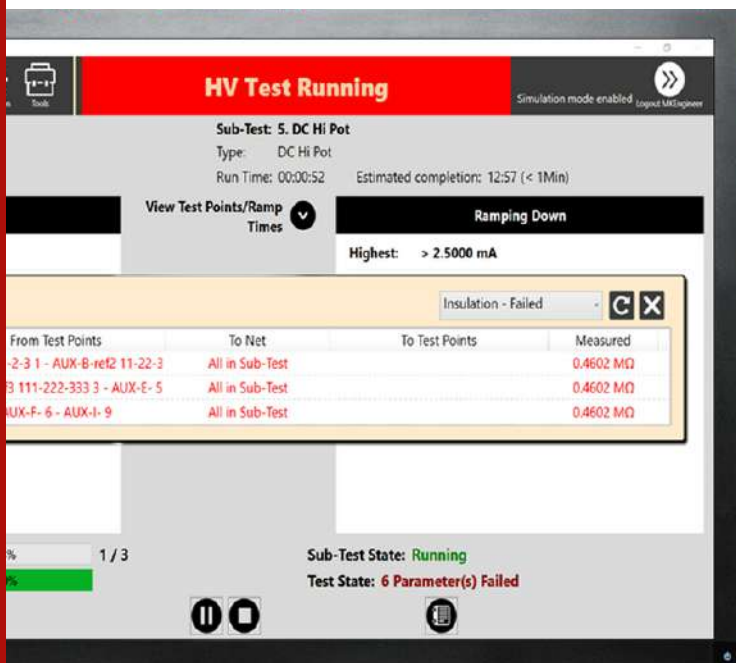 Tools
HV Test Running
Simulation mode enabled
Logout MKEngineer
Sub-Test: 5. DC Hi Pot
Type: DC Hi Pot
Run Time: 00:00:52 Estimated completion: 12:57 (< 1Min)
View Test Points/Ramp
Times
Ramping Down
Highest: > 2.5000 mA
Insulation - Failed
From Test Points To Net To Test Points Measured
-2-3 1 - AUX-B-ref2 11-22-3 All in Sub-Test 0.4602 MΩ
3 111-222-333 3 - AUX-E- 5 All in Sub-Test 0.4602 MΩ
AUX-F- 6 - AUX-I- 9 All in Sub-Test 0.4602 MΩ
% 1 / 3
%
Sub-Test State: Running
Test State: 6 Parameter(s) Failed